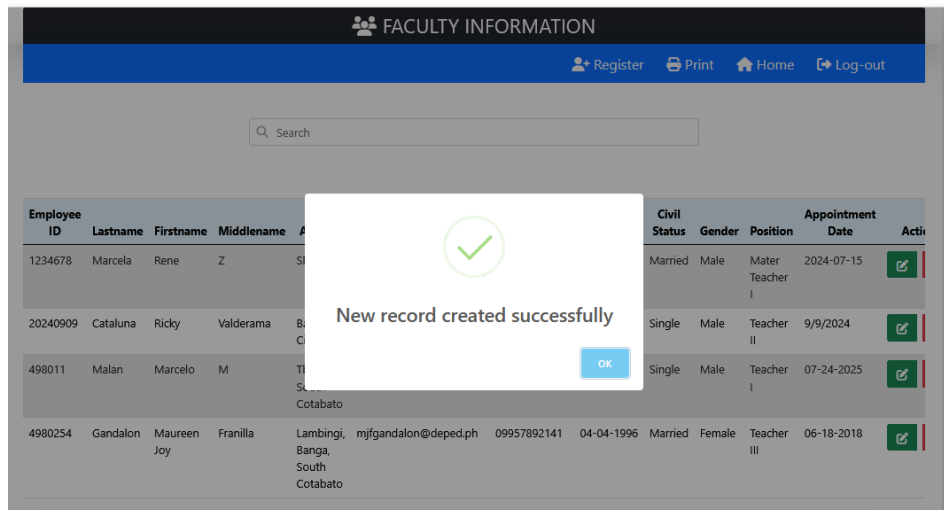 FACULTY INFORMATION
Register Print Home Log-out
Search
Employee ID Lastname Firstname Middlename Civil Status Gender Position Appointment Date
1234678 Marcela Rene Z Married Male Mater Teacher I 2024-07-15
New record created successfully
20240909 Cataluna Ricky Valderama Single Male Teacher II 9/9/2024
OK
498011 Malan Marcelo M Cotabato Single Male Teacher I 07-24-2025
4980254 Gandalon Maureen Joy Franilla Lambingi, Banga, South Cotabato mjfgandalon@deped.ph 09957892141 04-04-1996 Married Female Teacher III 06-18-2018